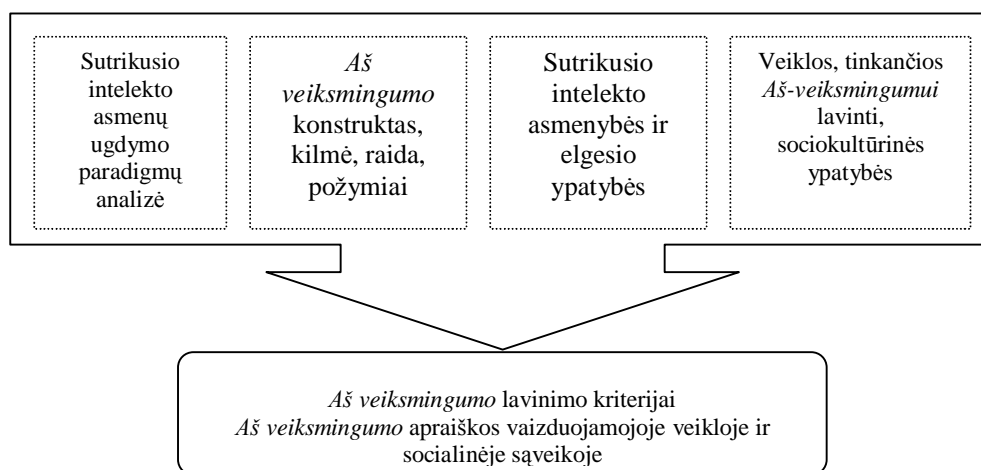 Sutrikusio
intelekto
asmenų
ugdymo
paradigmų
analizė
Aš
veiksmingumo
konstruktas,
kilmė, raida,
požymiai
Sutrikusio
intelekto
asmenybės ir
elgesio
ypatybės
Veiklos, tinkančios
Aš-veiksmingumui
lavinti,
sociokultūrinės
ypatybės
Aš veiksmingumo lavinimo kriterijai
Aš veiksmingumo apraiškos vaizduojamojoje veikloje ir
socialinėje sąveikoje